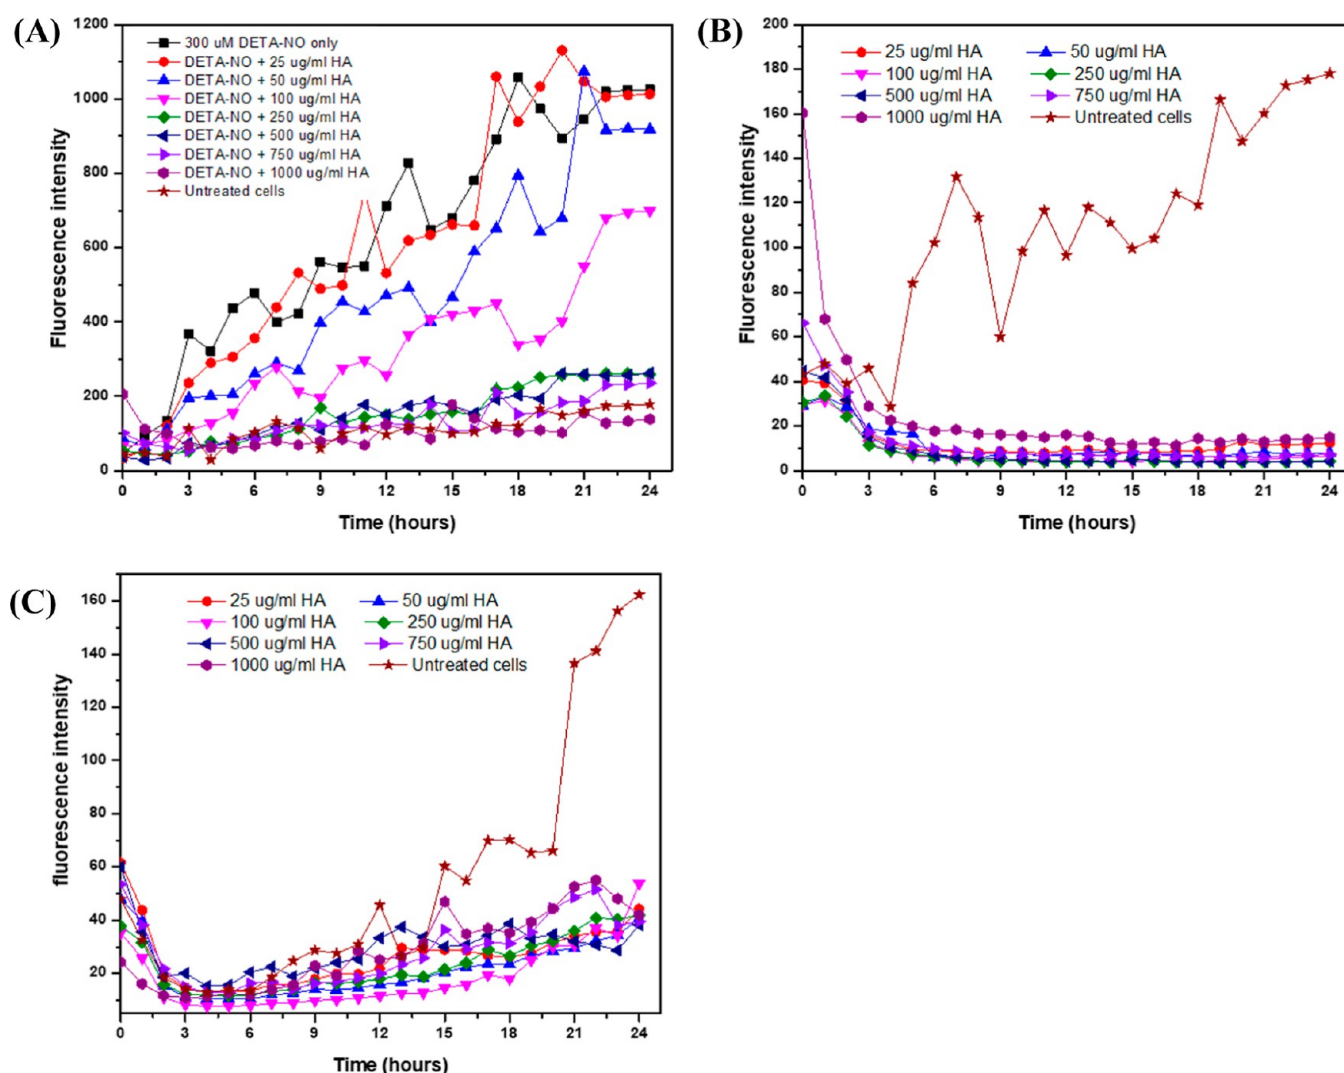 (A)
1200
1000
800
600
400
200
0
Fluorescence intensity
300 uM DETA-NO only
DETA-NO + 25 ug/ml HA
DETA-NO + 50 ug/ml HA
DETA-NO + 100 ug/ml HA
DETA-NO + 250 ug/ml HA
DETA-NO + 500 ug/ml HA
DETA-NO + 750 ug/ml HA
DETA-NO + 1000 ug/ml HA
Untreated cells
0 3 6 9 12 15 18 21 24
Time (hours)
(B)
200
180
160
140
120
100
80
60
40
20
0
Fluorescence intensity
25 ug/ml HA 50 ug/ml HA
100 ug/ml HA 250 ug/ml HA
500 ug/ml HA 750 ug/ml HA
1000 ug/ml HA Untreated cells
0 3 6 9 12 15 18 21 24
Time (hours)
(C)
160
140
120
100
80
60
40
20
fluorescence intensity
25 ug/ml HA 50 ug/ml HA
100 ug/ml HA 250 ug/ml HA
500 ug/ml HA 750 ug/ml HA
1000 ug/ml HA Untreated cells
0 3 6 9 12 15 18 21 24
Time (hours)